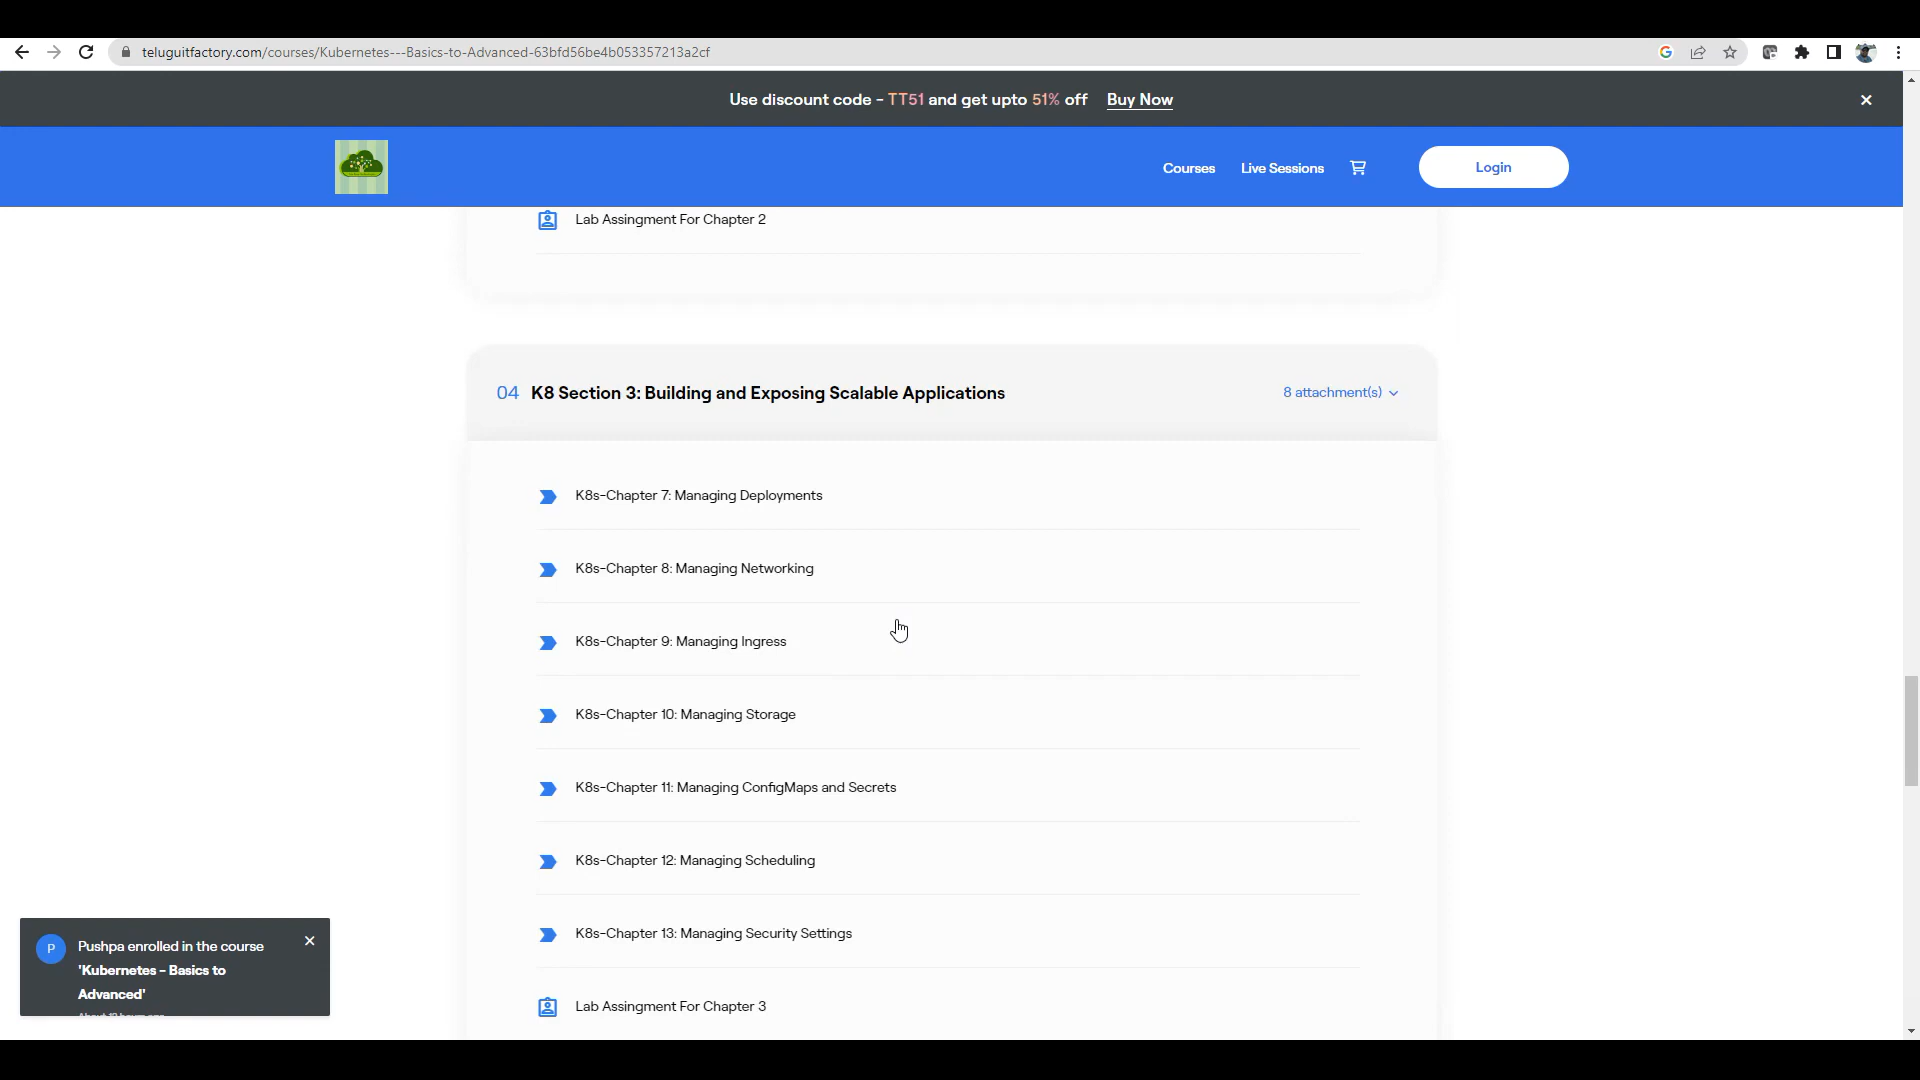 teluguitfactory.com/courses/Kubernetes---Basics-to-Advanced-63bfd56be4b053357213a2cf
Use discount code - TT51 and get upto 51% off Buy Now
Courses Live Sessions Login
Lab Assingment For Chapter 2
04 K8 Section 3: Building and Exposing Scalable Applications 8 attachment(s)
K8s-Chapter 7: Managing Deployments
K8s-Chapter 8: Managing Networking
K8s-Chapter 9: Managing Ingress
K8s-Chapter 10: Managing Storage
K8s-Chapter 11: Managing ConfigMaps and Secrets
K8s-Chapter 12: Managing Scheduling
K8s-Chapter 13: Managing Security Settings
Lab Assingment For Chapter 3
P
Pushpa enrolled in the course
'Kubernetes - Basics to
Advanced'